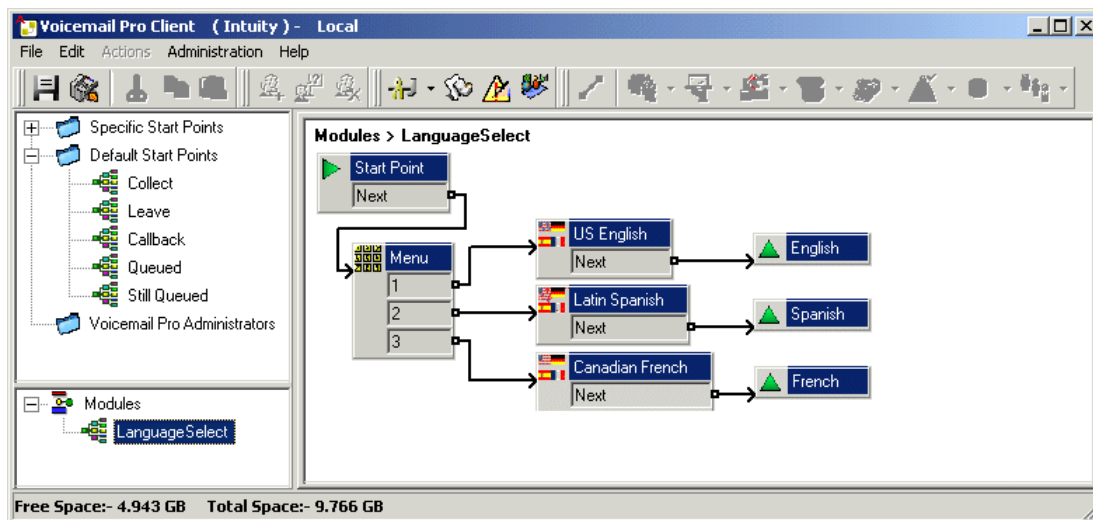 Voicemail Pro Client ( Intuity ) - Local
File Edit Actions Administration Help
Specific Start Points
Default Start Points
Collect
Leave
Callback
Queued
Still Queued
Voicemail Pro Administrators
Modules
LanguageSelect
Modules > LanguageSelect
Start Point
Next
Menu
1
2
3
US English
Next
English
Latin Spanish
Next
Spanish
Canadian French
Next
French
Free Space:- 4.943 GB Total Space:- 9.766 GB